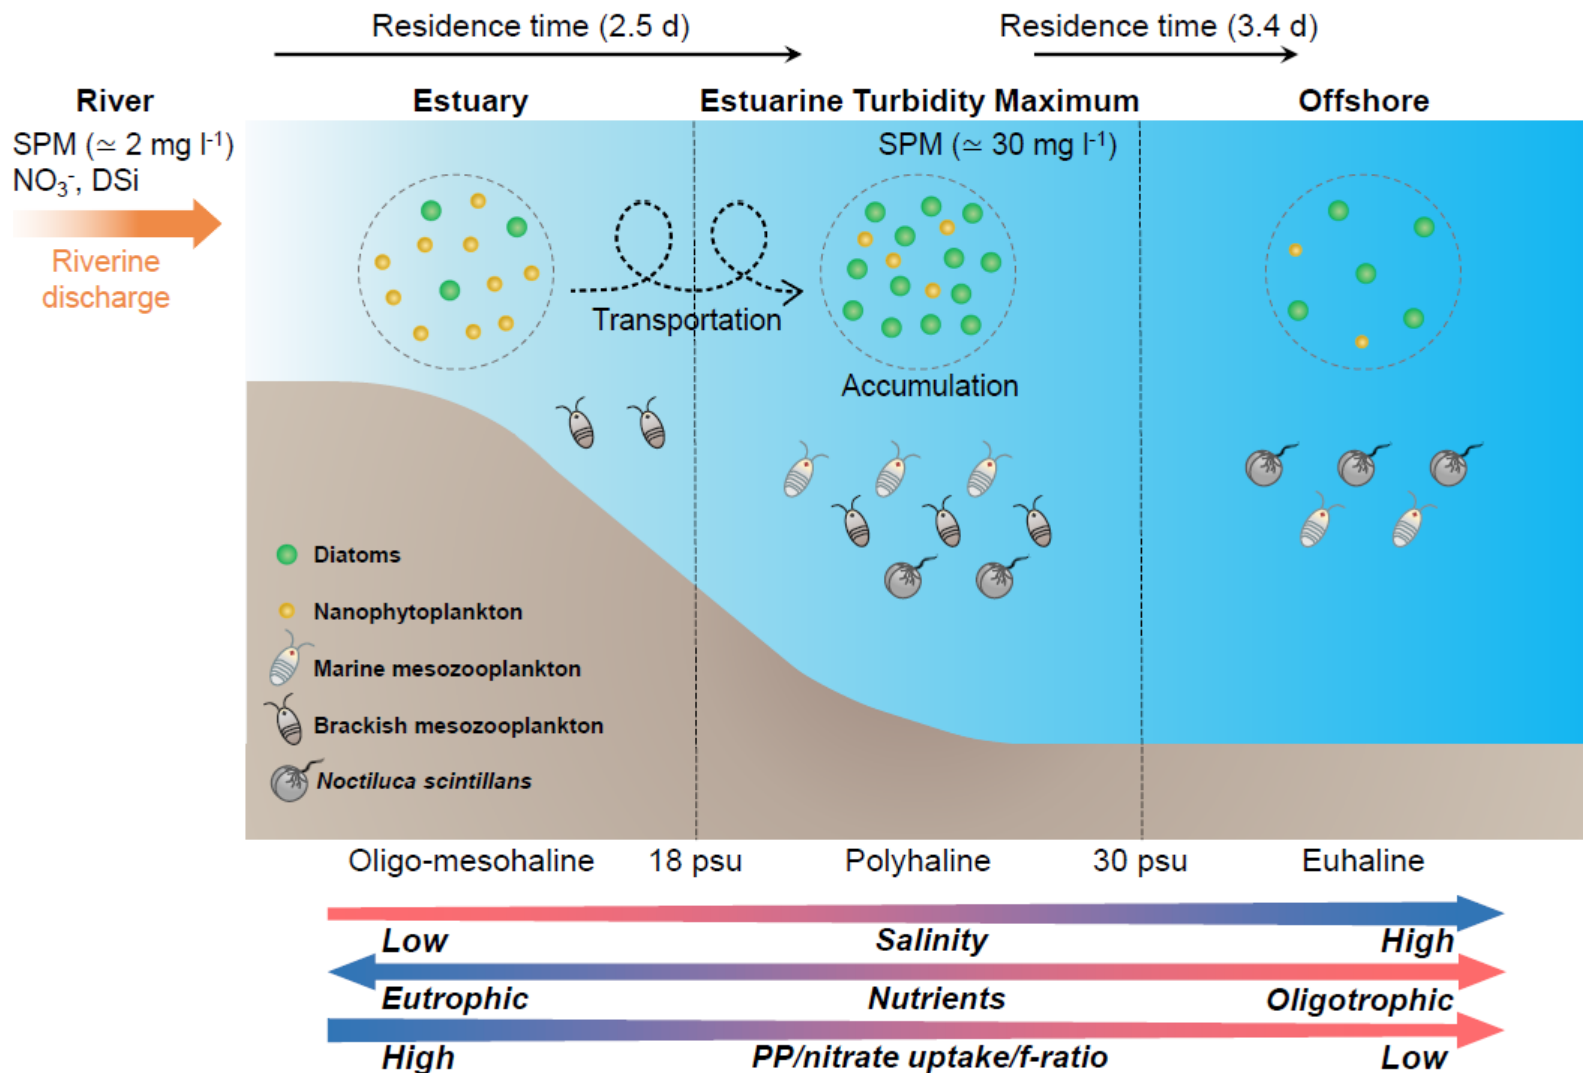 Residence time (2.5 d)
Residence time (3.4 d)
River
Estuary
Estuarine Turbidity Maximum
Offshore
SPM (≃ 2 mg l⁻¹)
NO₃⁻, DSi
SPM (≃ 30 mg l⁻¹)
Riverine
discharge
Transportation
Accumulation
Diatoms
Nanophytoplankton
Marine mesozooplankton
Brackish mesozooplankton
Noctiluca scintillans
Oligo-mesohaline
18 psu
Polyhaline
30 psu
Euhaline
Low
Salinity
High
Eutrophic
Nutrients
Oligotrophic
High
PP/nitrate uptake/f-ratio
Low